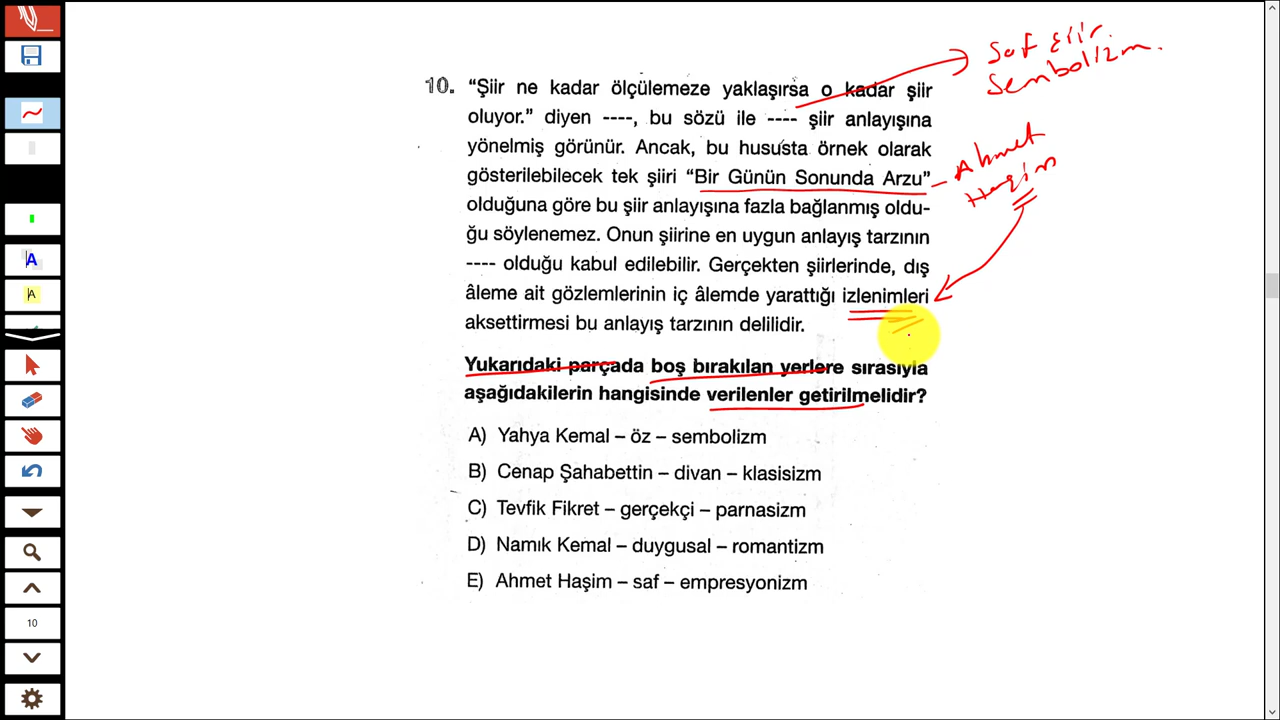 10. “Şiir ne kadar ölçülemeze yaklaşırsa o kadar şiir
oluyor.” diyen ----, bu sözü ile ---- şiir anlayışına
yönelmiş görünür. Ancak, bu hususta örnek olarak
gösterilebilecek tek şiiri “Bir Günün Sonunda Arzu”
olduğuna göre bu şiir anlayışına fazla bağlanmış oldu-
ğu söylenemez. Onun şiirine en uygun anlayış tarzının
---- olduğu kabul edilebilir. Gerçekten şiirlerinde, dış
âleme ait gözlemlerinin iç âlemde yarattığı izlenimleri
aksettirmesi bu anlayış tarzının delilidir.
Yukarıdaki parçada boş bırakılan yerlere sırasıyla
aşağıdakilerin hangisinde verilenler getirilmelidir?
A) Yahya Kemal – öz – sembolizm
B) Cenap Şahabettin – divan – klasisizm
C) Tevfik Fikret – gerçekçi – parnasizm
D) Namık Kemal – duygusal – romantizm
E) Ahmet Haşim – saf – empresyonizm
Saf şiir.
Sembolizm.
Ahmet
Haşim
A
A
10